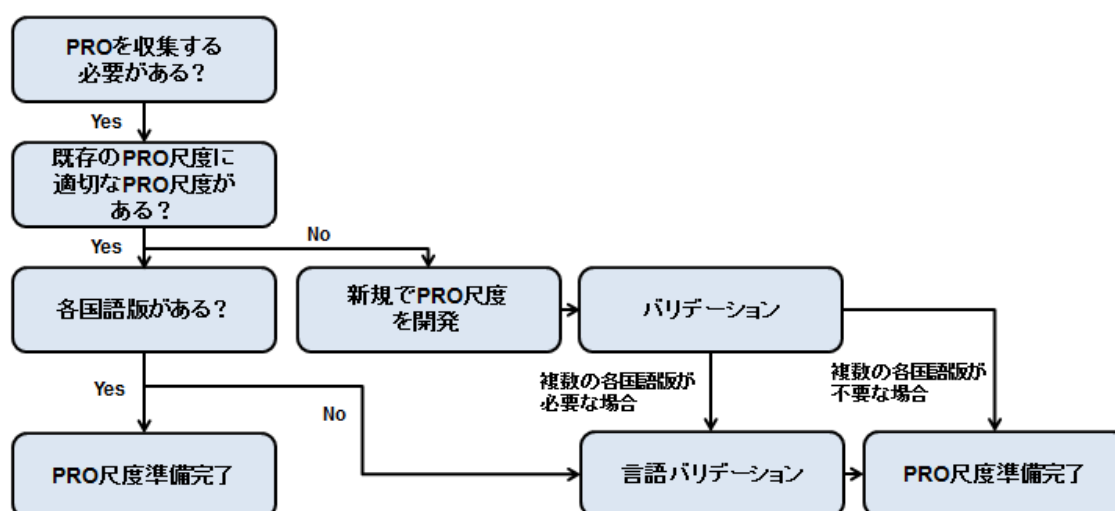 PROを収集する
必要がある？
Yes
既存のPRO尺度に
適切なPRO尺度が
ある？
Yes
No
各国語版がある？
新規でPRO尺度
を開発
バリデーション
Yes
No
複数の各国語版が
必要な場合
複数の各国語版が
不要な場合
PRO尺度準備完了
言語バリデーション
PRO尺度準備完了